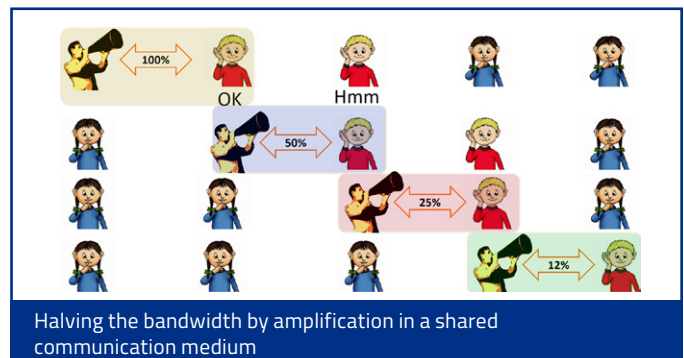 100%
OK
Hmm
50%
25%
12%
Halving the bandwidth by amplification in a shared
communication medium